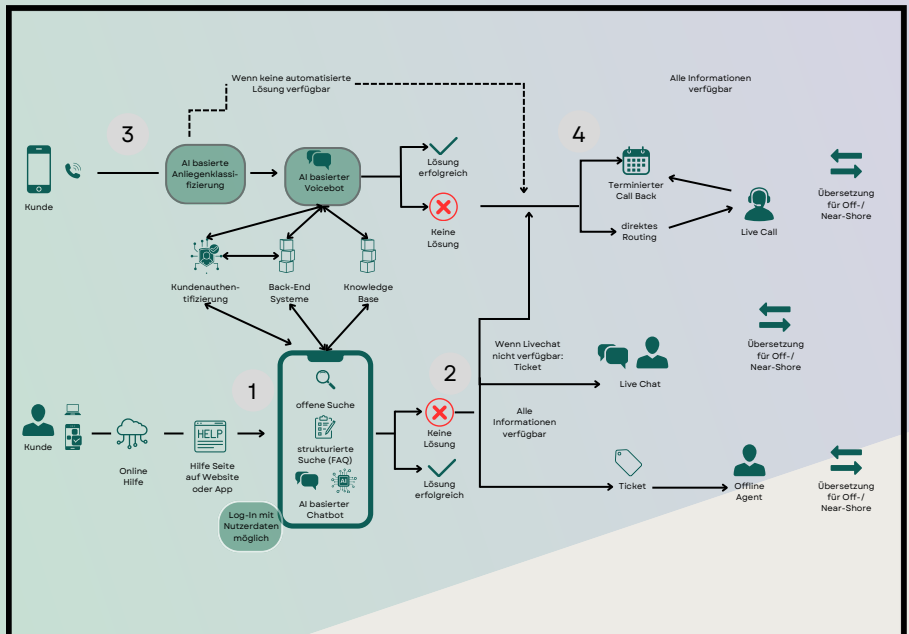 Wenn keine automatisierte
Lösung verfügbar
Alle Informationen
verfügbar
3
4
AI basierte
Anliegenklassi-
fizierung
AI basierter
Voicebot
Lösung
erfolgreich
Keine
Lösung
Kunde
Terminierter
Call Back
direktes
Routing
Live Call
Übersetzung
für Off-/
Near-Shore
Kundenauthen-
tifizierung
Back-End
Systeme
Knowledge
Base
1
2
Wenn Livechat
nicht verfügbar:
Ticket
Live Chat
Übersetzung
für Off-/
Near-Shore
Kunde
Online
Hilfe
HELP
Hilfe Seite
auf Website
oder App
offene Suche
strukturierte
Suche (FAQ)
AI
AI basierter
Chatbot
Log-In mit
Nutzerdaten
möglich
Keine
Lösung
Lösung
erfolgreich
Alle
Informationen
verfügbar
Ticket
Offline
Agent
Übersetzung
für Off-/
Near-Shore